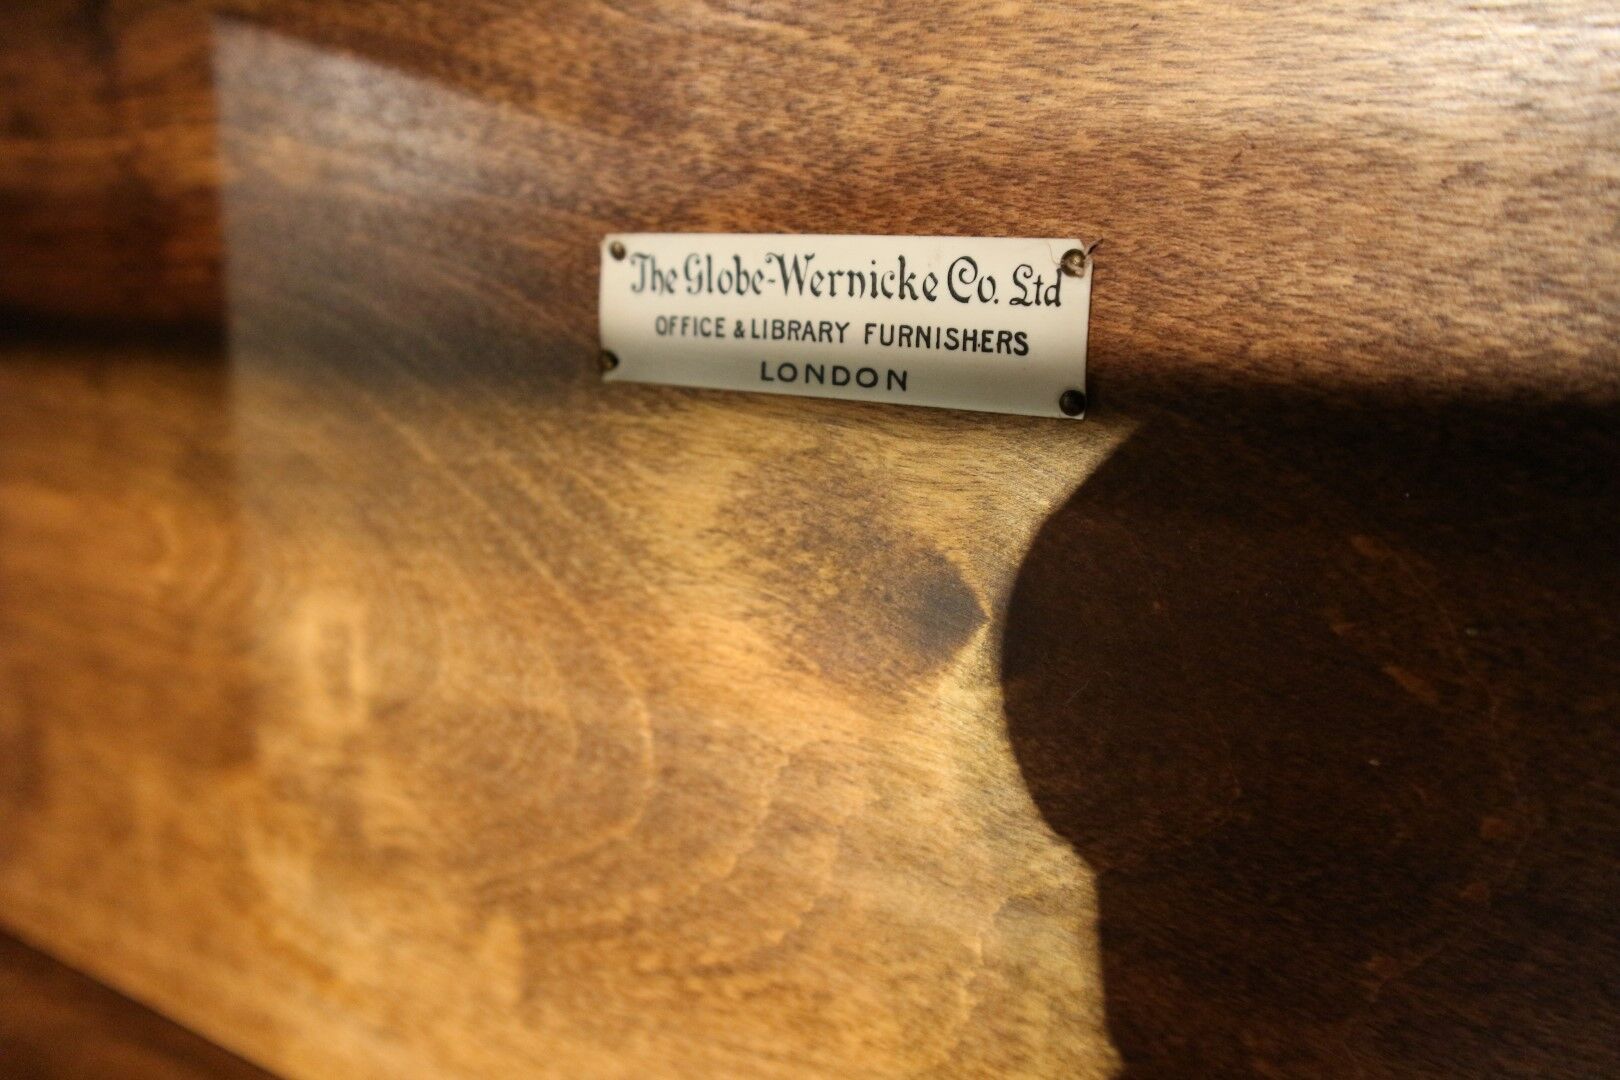 The Globe-Wernicke Co. Ltd
OFFICE & LIBRARY FURNISHERS
LONDON